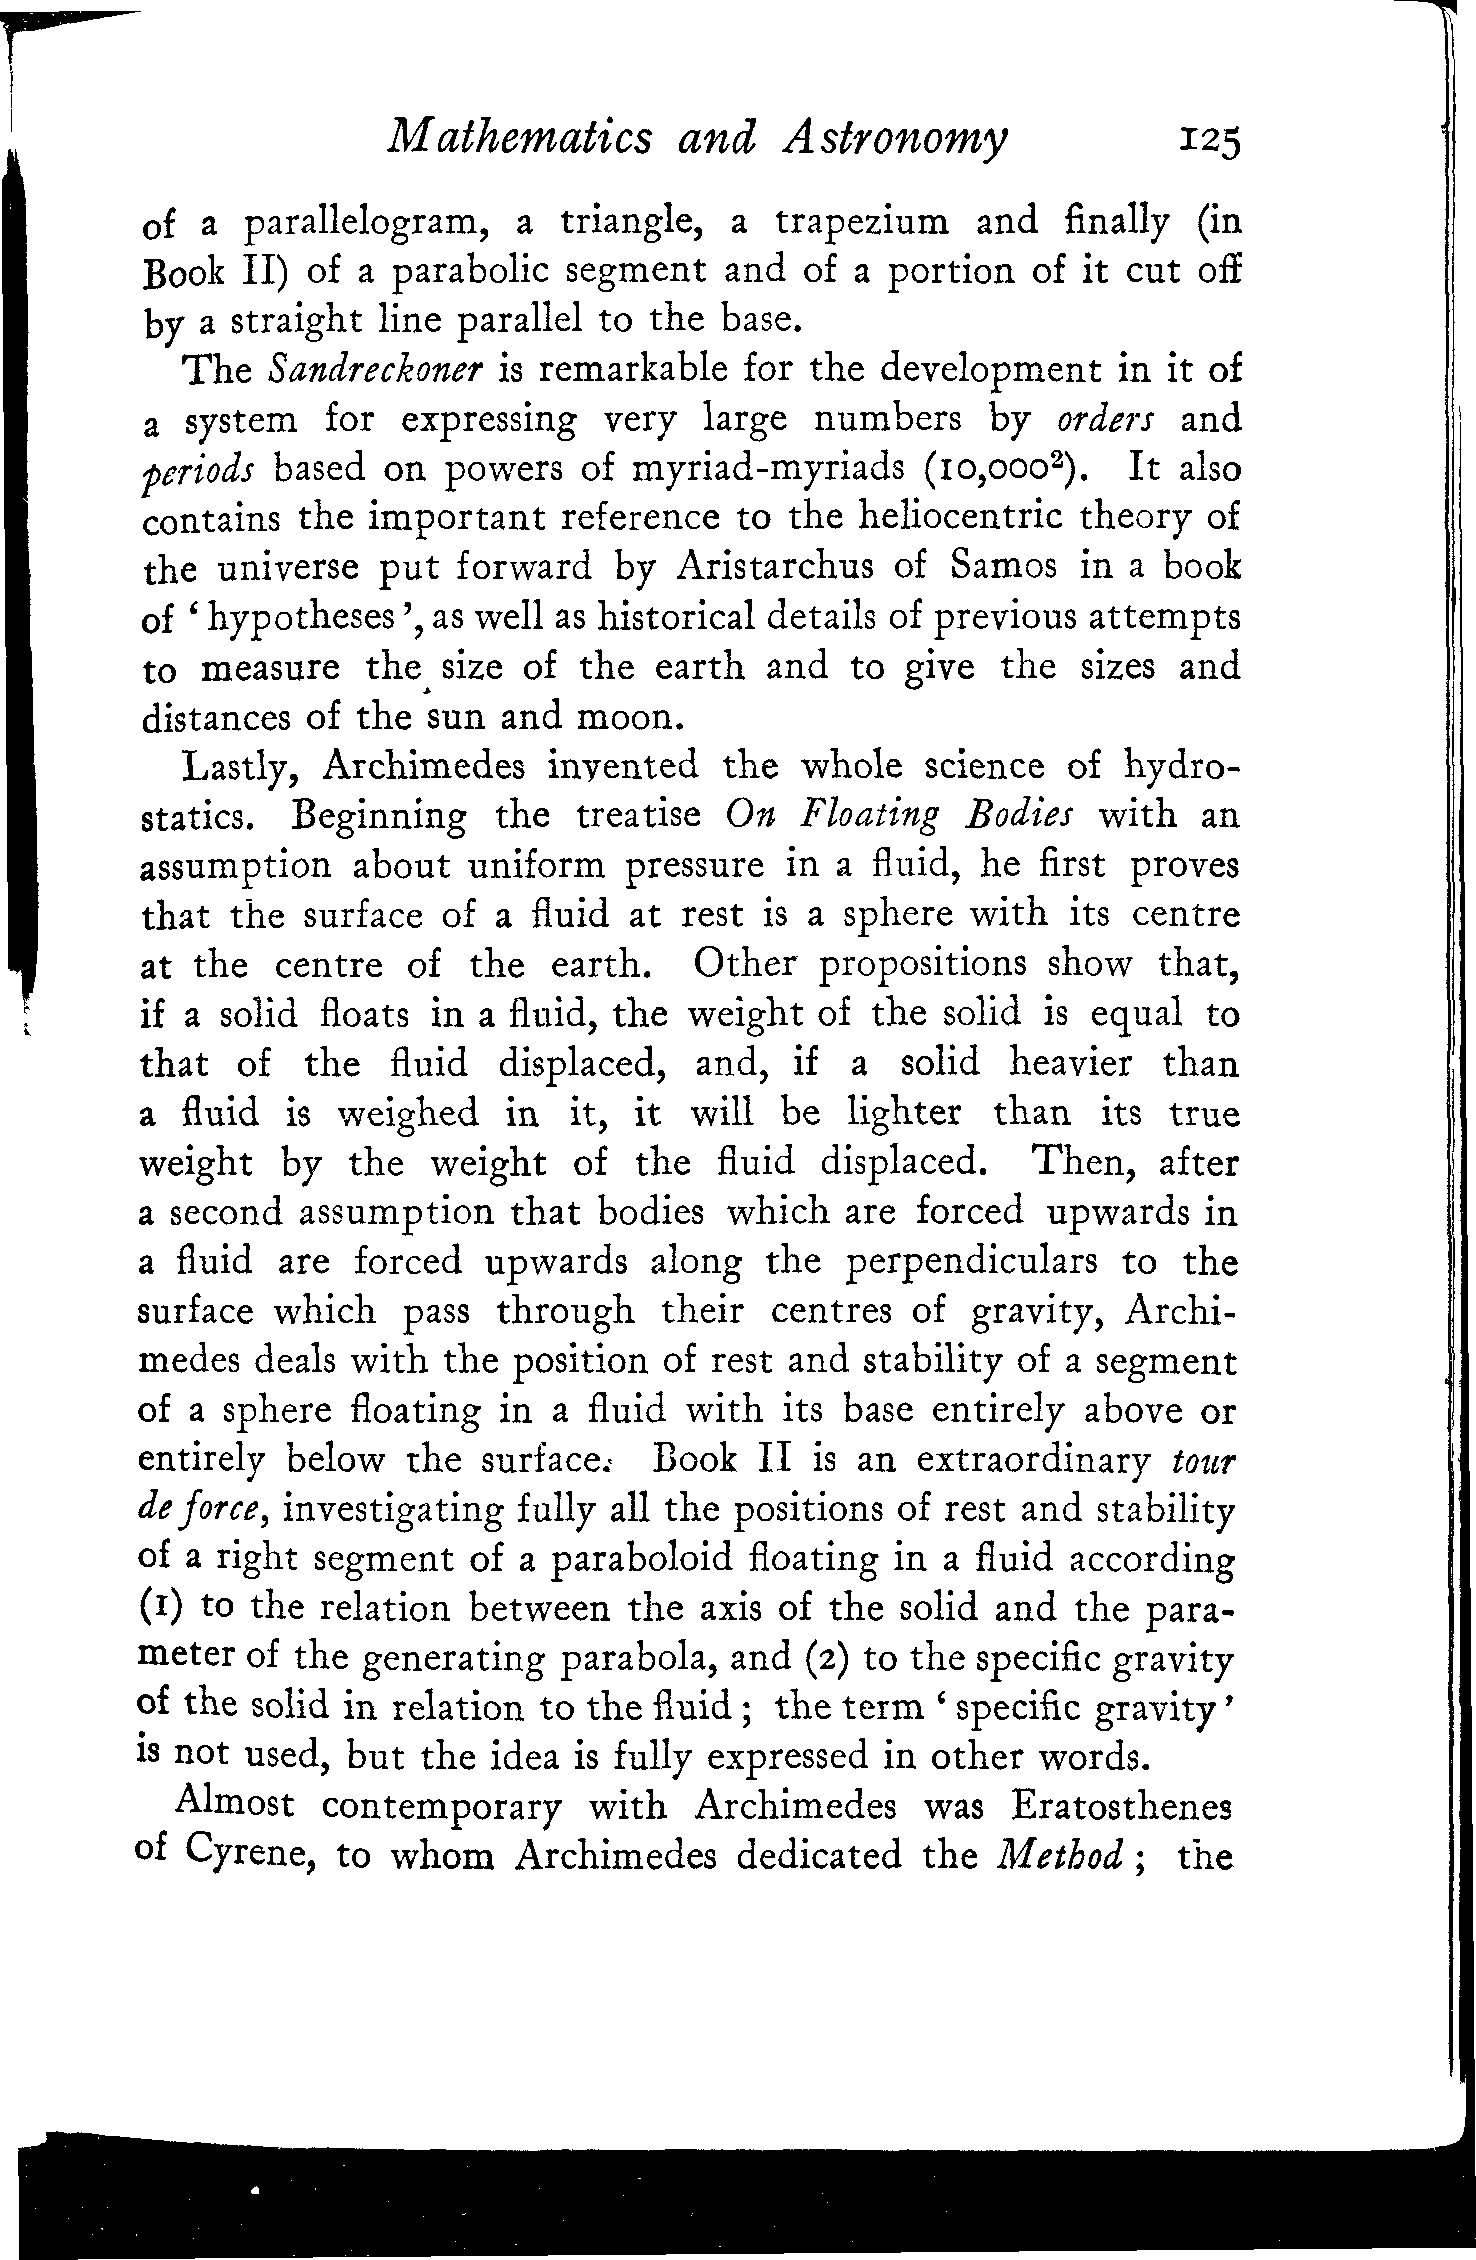 Mathematics and Astronomy 125
of a parallelogram, a triangle, a trapezium and finally (in
Book II) of a parabolic segment and of a portion of it cut off
by a straight line parallel to the base.
The Sandreckoner is remarkable for the development in it of
a system for expressing very large numbers by orders and
periods based on powers of myriad-myriads (10,000²). It also
contains the important reference to the heliocentric theory of
the universe put forward by Aristarchus of Samos in a book
of ‘ hypotheses ’, as well as historical details of previous attempts
to measure the size of the earth and to give the sizes and
distances of the sun and moon.
Lastly, Archimedes invented the whole science of hydro-
statics. Beginning the treatise On Floating Bodies with an
assumption about uniform pressure in a fluid, he first proves
that the surface of a fluid at rest is a sphere with its centre
at the centre of the earth. Other propositions show that,
if a solid floats in a fluid, the weight of the solid is equal to
that of the fluid displaced, and, if a solid heavier than
a fluid is weighed in it, it will be lighter than its true
weight by the weight of the fluid displaced. Then, after
a second assumption that bodies which are forced upwards in
a fluid are forced upwards along the perpendiculars to the
surface which pass through their centres of gravity, Archi-
medes deals with the position of rest and stability of a segment
of a sphere floating in a fluid with its base entirely above or
entirely below the surface. Book II is an extraordinary tour
de force, investigating fully all the positions of rest and stability
of a right segment of a paraboloid floating in a fluid according
(1) to the relation between the axis of the solid and the para-
meter of the generating parabola, and (2) to the specific gravity
of the solid in relation to the fluid ; the term ‘ specific gravity ’
is not used, but the idea is fully expressed in other words.
Almost contemporary with Archimedes was Eratosthenes
of Cyrene, to whom Archimedes dedicated the Method ; the